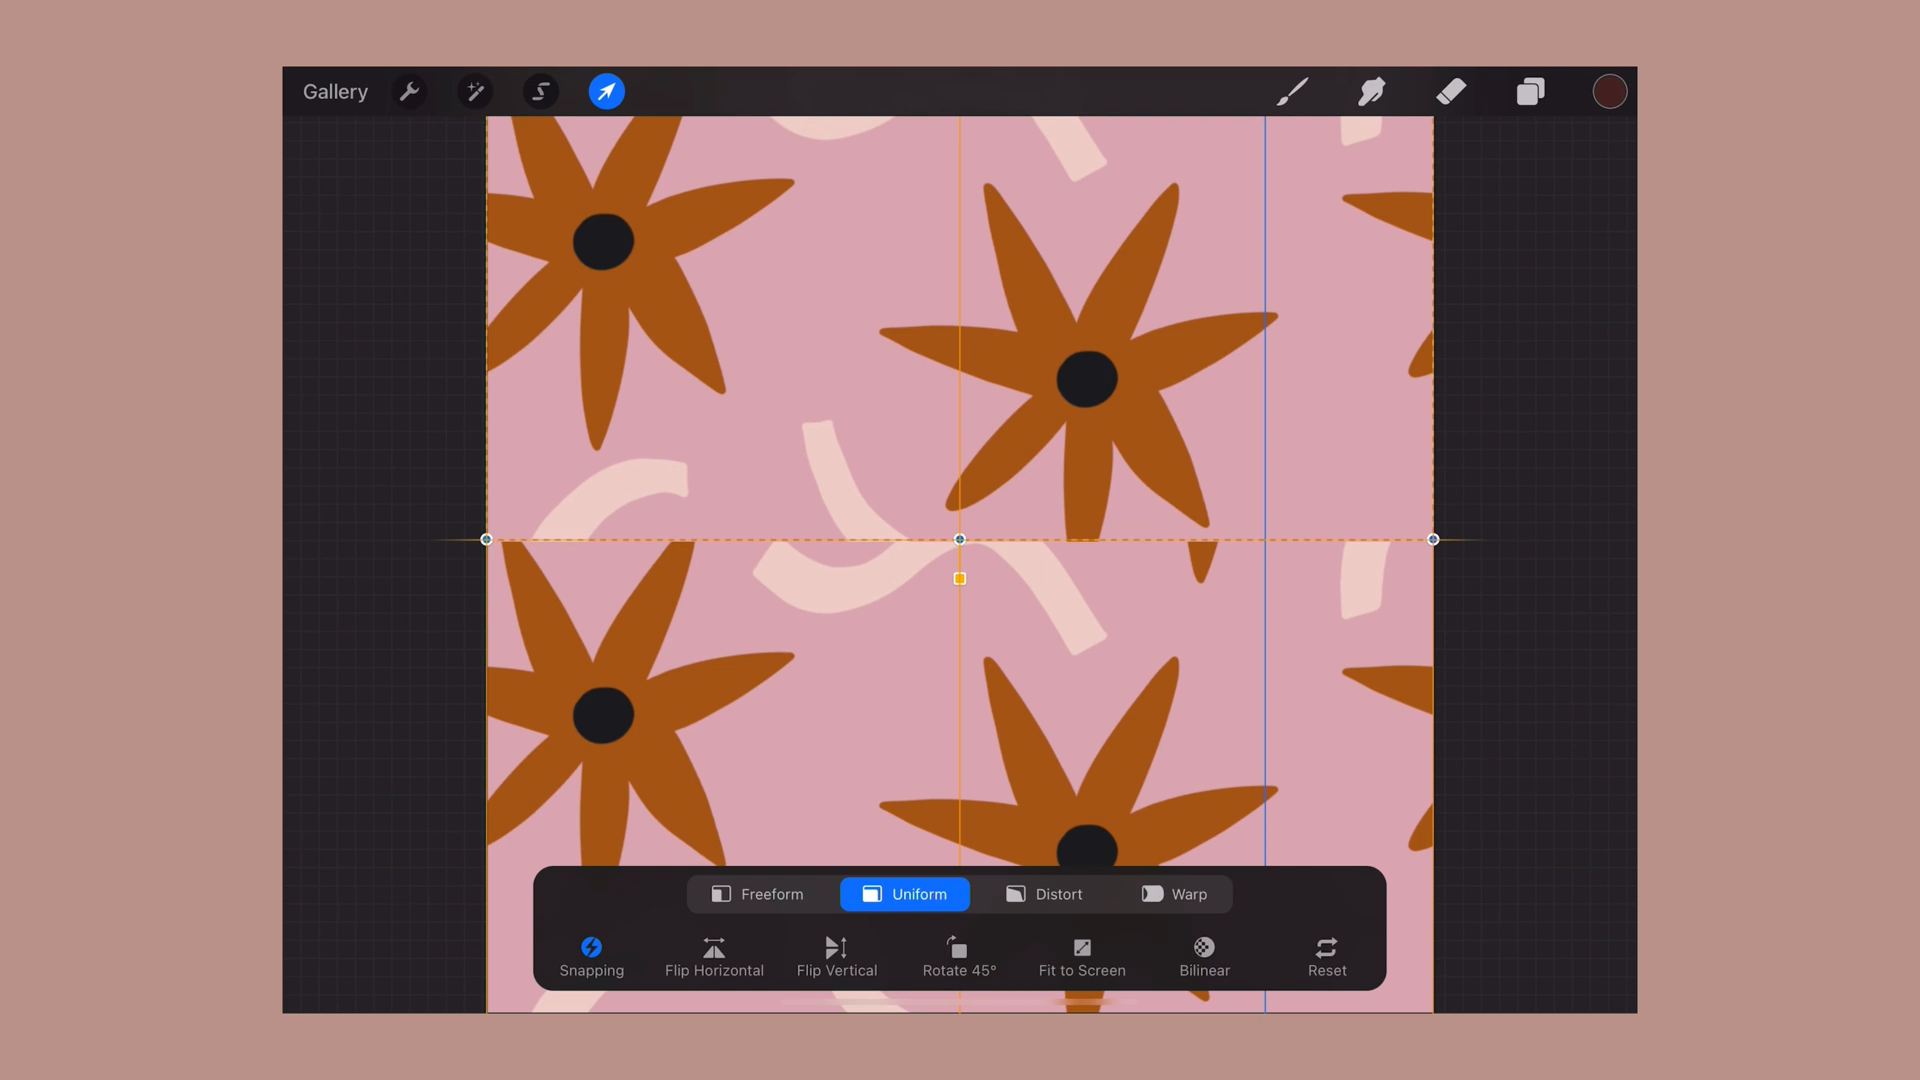 Gallery
Freeform Uniform Distort Warp
Snapping Flip Horizontal Flip Vertical Rotate 45° Fit to Screen Bilinear Reset